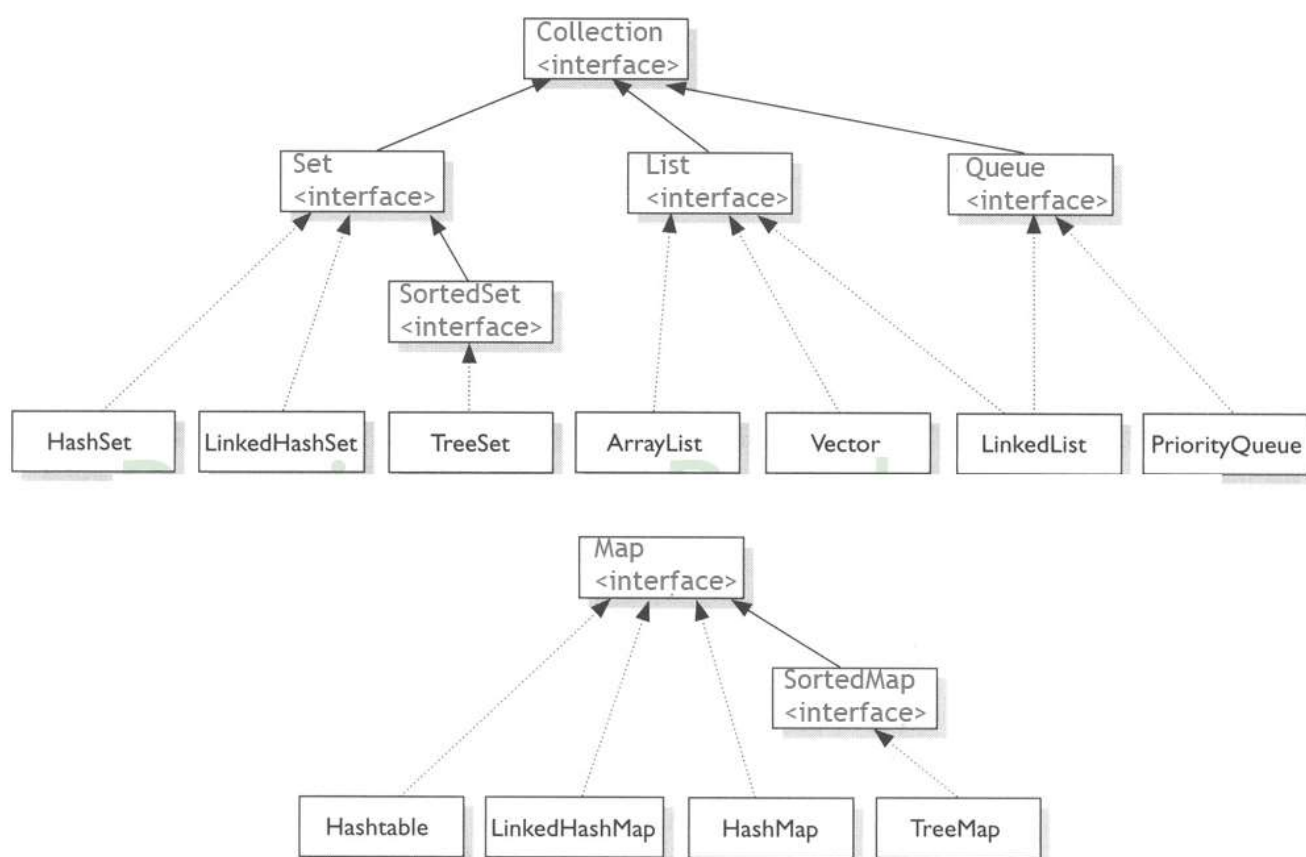 Collection
<interface>
Set
<interface>
List
<interface>
Queue
<interface>
SortedSet
<interface>
HashSet
LinkedHashSet
TreeSet
ArrayList
Vector
LinkedList
PriorityQueue
Map
<interface>
SortedMap
<interface>
Hashtable
LinkedHashMap
HashMap
TreeMap